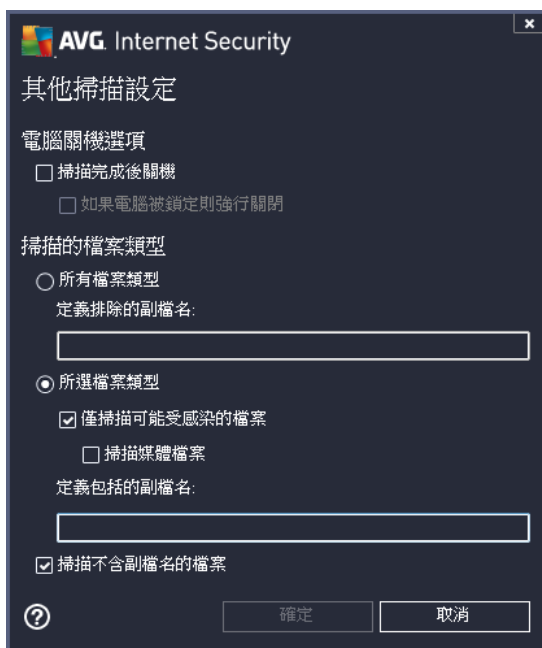 AVG. Internet Security
其他掃描設定
電腦關機選項
掃描完成後關機
如果電腦被鎖定則強行關閉
掃描的檔案類型
所有檔案類型
定義排除的副檔名:
所選檔案類型
僅掃描可能受感染的檔案
掃描媒體檔案
定義包括的副檔名:
掃描不含副檔名的檔案
確定
取消